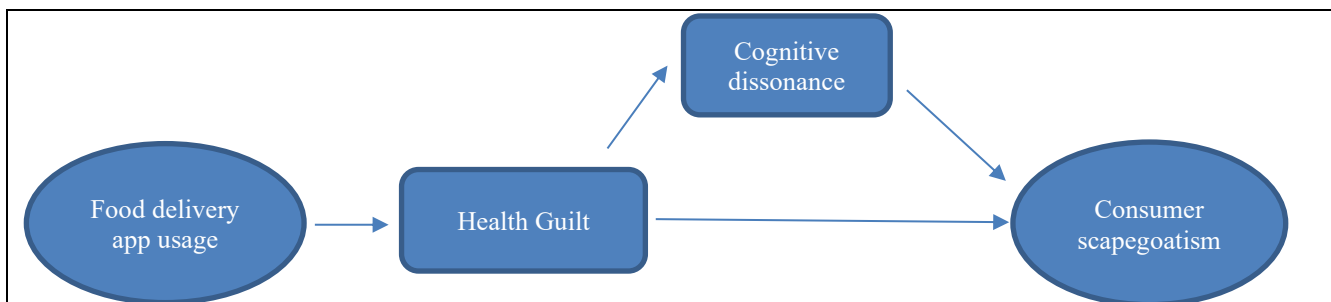 Cognitive
dissonance
Food delivery
app usage
Health Guilt
Consumer
scapegoatism